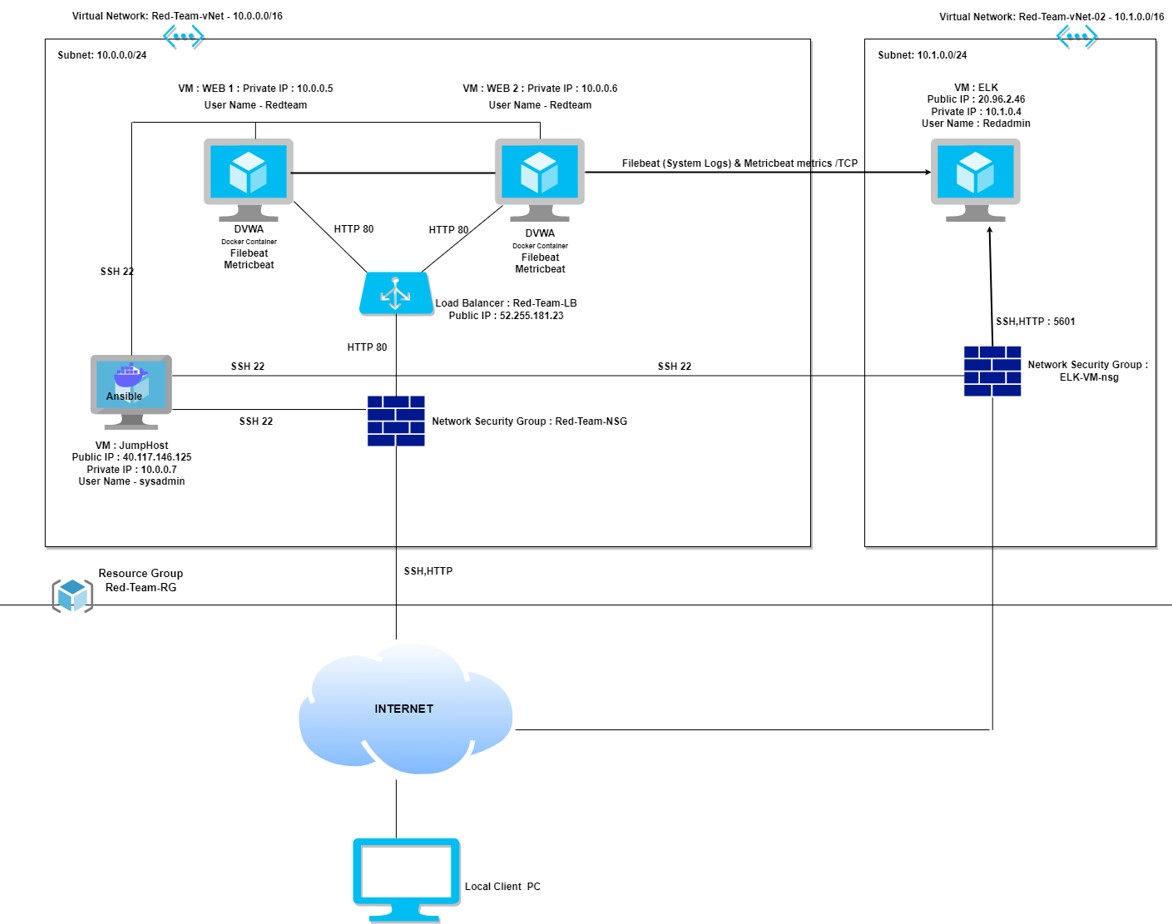 Virtual Network: Red-Team-vNet - 10.0.0.0/16
Virtual Network: Red-Team-vNet-02 - 10.1.0.0/16
Subnet: 10.0.0.0/24
Subnet: 10.1.0.0/24
VM : WEB 1 : Private IP : 10.0.0.5
User Name - Redteam
VM : WEB 2 : Private IP : 10.0.0.6
User Name - Redteam
VM : ELK
Public IP : 20.96.2.46
Private IP : 10.1.0.4
User Name : Redadmin
Filebeat (System Logs) & Metricbeat metrics /TCP
DVWA
Docker Container
Filebeat
Metricbeat
HTTP 80
HTTP 80
DVWA
Docker Container
Filebeat
Metricbeat
SSH 22
Load Balancer : Red-Team-LB
Public IP : 52.255.181.23
SSH,HTTP : 5601
HTTP 80
SSH 22
SSH 22
Network Security Group :
ELK-VM-nsg
Ansible
SSH 22
Network Security Group : Red-Team-NSG
VM : JumpHost
Public IP : 40.117.146.125
Private IP : 10.0.0.7
User Name - sysadmin
Resource Group
Red-Team-RG
SSH,HTTP
INTERNET
Local Client PC